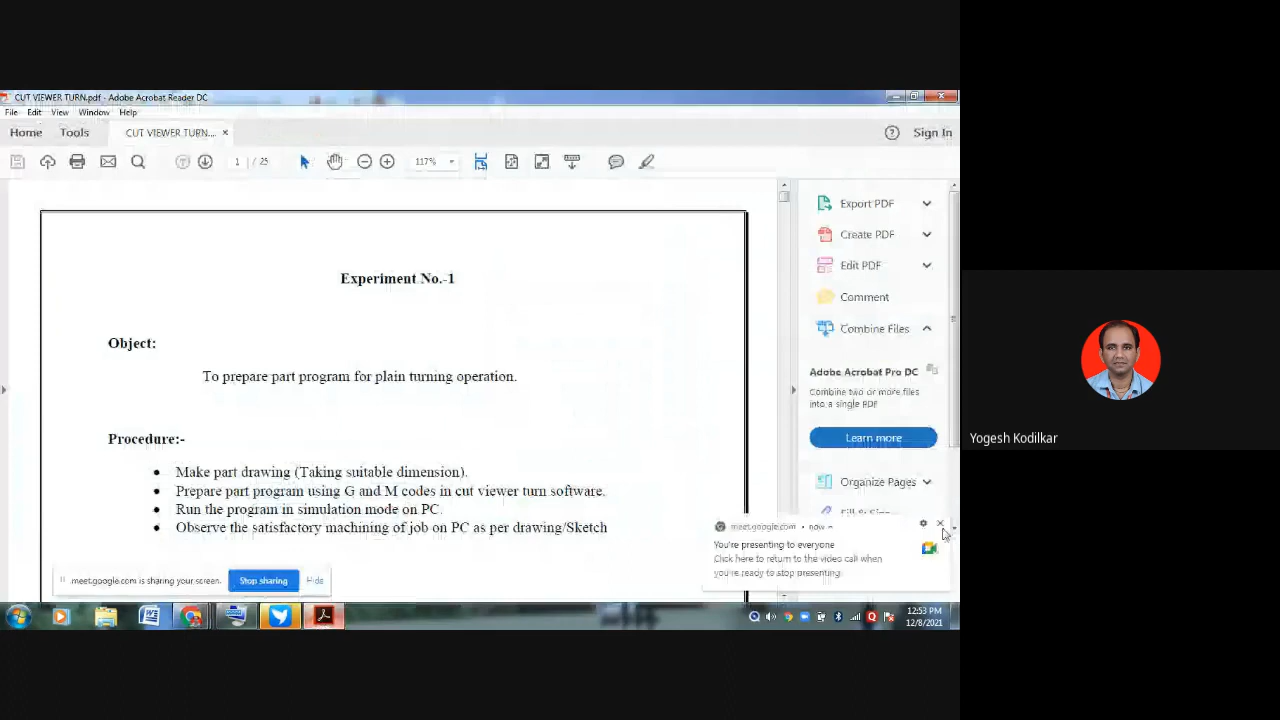 CUT VIEWER TURN.pdf - Adobe Acrobat Reader DC
File Edit View Window Help
Home Tools CUT VIEWER TURN.... × Sign In
1 / 25 117%
Experiment No.-1
Object:
To prepare part program for plain turning operation.
Procedure:-
• Make part drawing (Taking suitable dimension).
• Prepare part program using G and M codes in cut viewer turn software.
• Run the program in simulation mode on PC.
• Observe the satisfactory machining of job on PC as per drawing/Sketch
Export PDF
Create PDF
Edit PDF
Comment
Combine Files
Adobe Acrobat Pro DC
Combine two or more files
into a single PDF
Learn more
Organize Pages
Fill & Sign
meet.google.com • now
You're presenting to everyone
Click here to return to the video call when
you're ready to stop presenting.
meet.google.com is sharing your screen. Stop sharing Hide
12:53 PM
12/8/2021
Yogesh Kodilkar